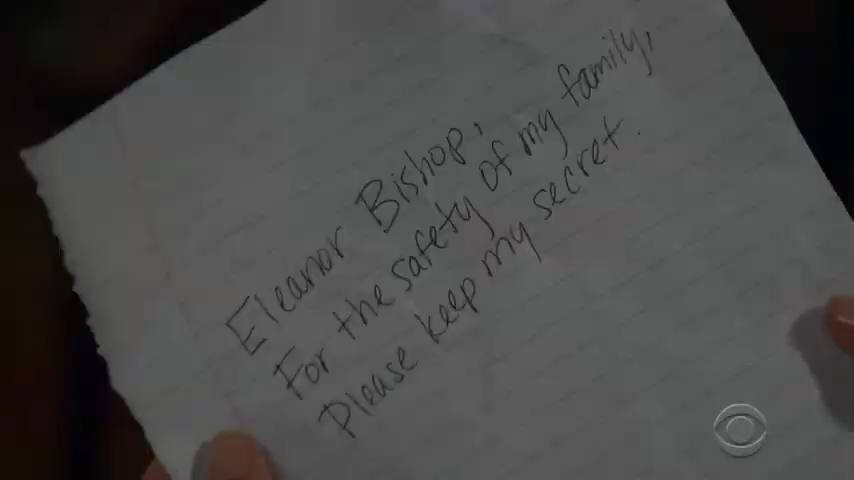 Eleanor Bishop,
For the safety of my family,
Please keep my secret.